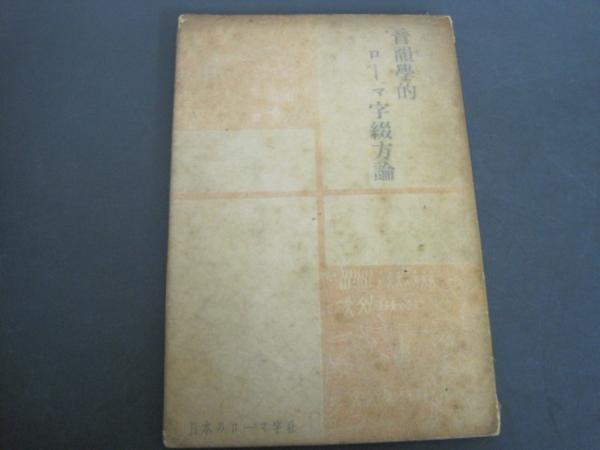 音韻學的
ローマ字綴方論
日本のローマ字社